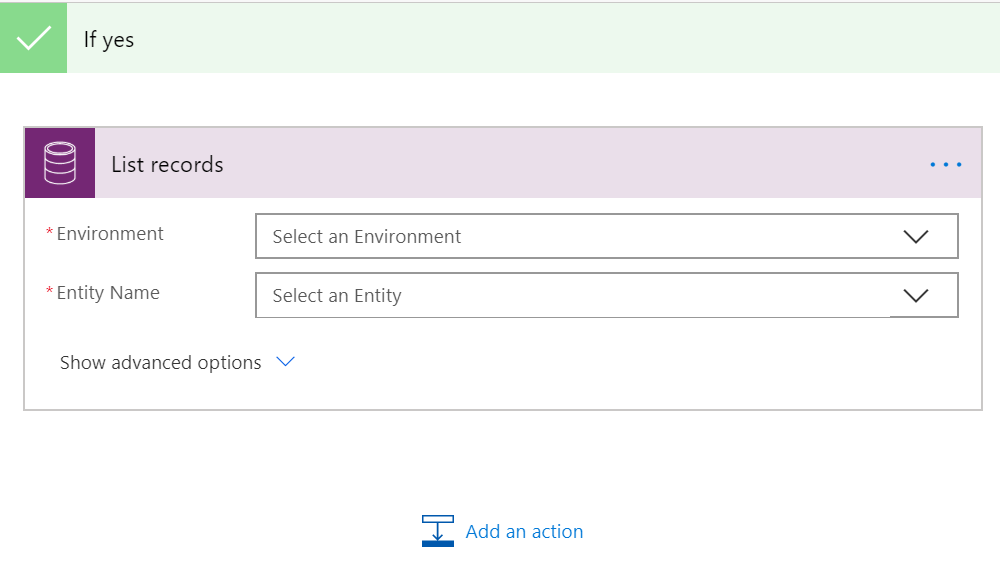 If yes
List records
* Environment
Select an Environment
* Entity Name
Select an Entity
Show advanced options
Add an action